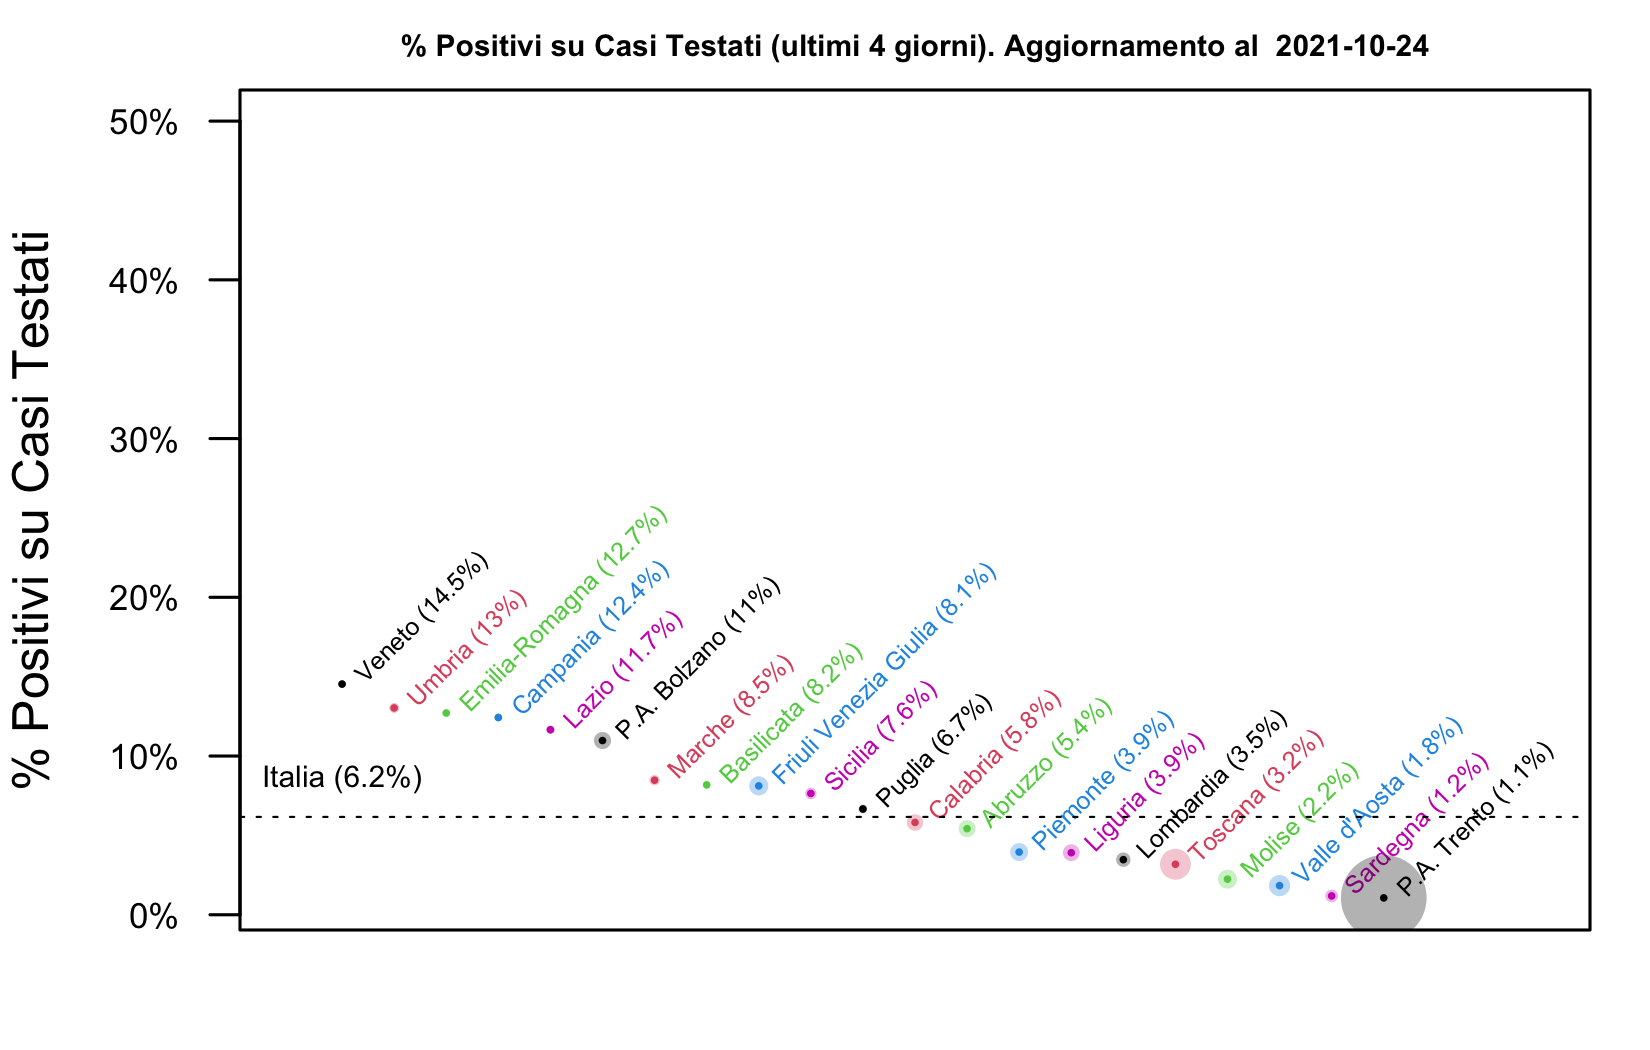 % Positivi su Casi Testati (ultimi 4 giorni). Aggiornamento al  2021-10-24
% Positivi su Casi Testati
50%
40%
30%
20%
10%
0%
Italia (6.2%)
Veneto (14.5%)
Umbria (13%)
Emilia-Romagna (12.7%)
Campania (12.4%)
Lazio (11.7%)
P.A. Bolzano (11%)
Marche (8.5%)
Basilicata (8.2%)
Friuli Venezia Giulia (8.1%)
Sicilia (7.6%)
Puglia (6.7%)
Calabria (5.8%)
Abruzzo (5.4%)
Piemonte (3.9%)
Liguria (3.9%)
Lombardia (3.5%)
Toscana (3.2%)
Molise (2.2%)
Valle d'Aosta (1.8%)
Sardegna (1.2%)
P.A. Trento (1.1%)